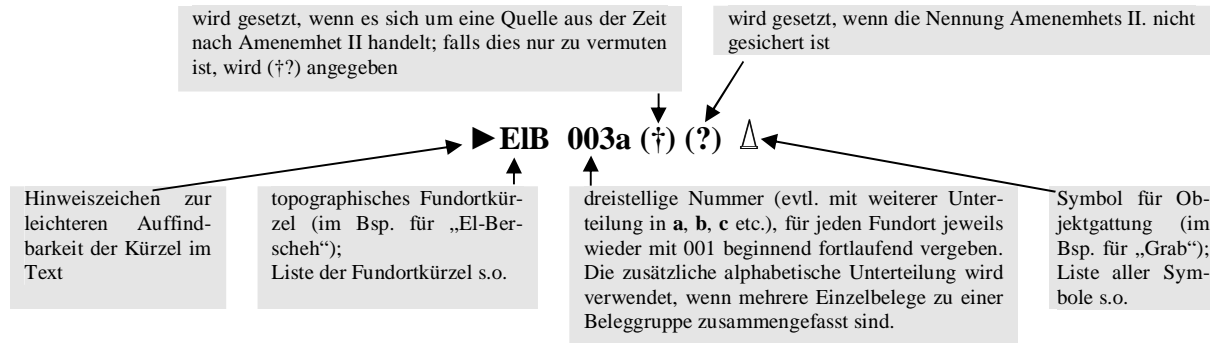 wird gesetzt, wenn es sich um eine Quelle aus der Zeit
nach Amenemhet II handelt; falls dies nur zu vermuten
ist, wird (†?) angegeben
wird gesetzt, wenn die Nennung Amenemhets II. nicht
gesichert ist
►ElB 003a (†) (?)
Hinweiszeichen zur
leichteren Auffind-
barkeit der Kürzel im
Text
topographisches Fundortkür-
zel (im Bsp. für „El-Ber-
scheh“);
Liste der Fundortkürzel s.o.
dreistellige Nummer (evtl. mit weiterer Unter-
teilung in a, b, c etc.), für jeden Fundort jeweils
wieder mit 001 beginnend fortlaufend vergeben.
Die zusätzliche alphabetische Unterteilung wird
verwendet, wenn mehrere Einzelbelege zu einer
Beleggruppe zusammengefasst sind.
Symbol für Ob-
jektgattung (im
Bsp. für „Grab“);
Liste aller Sym-
bole s.o.